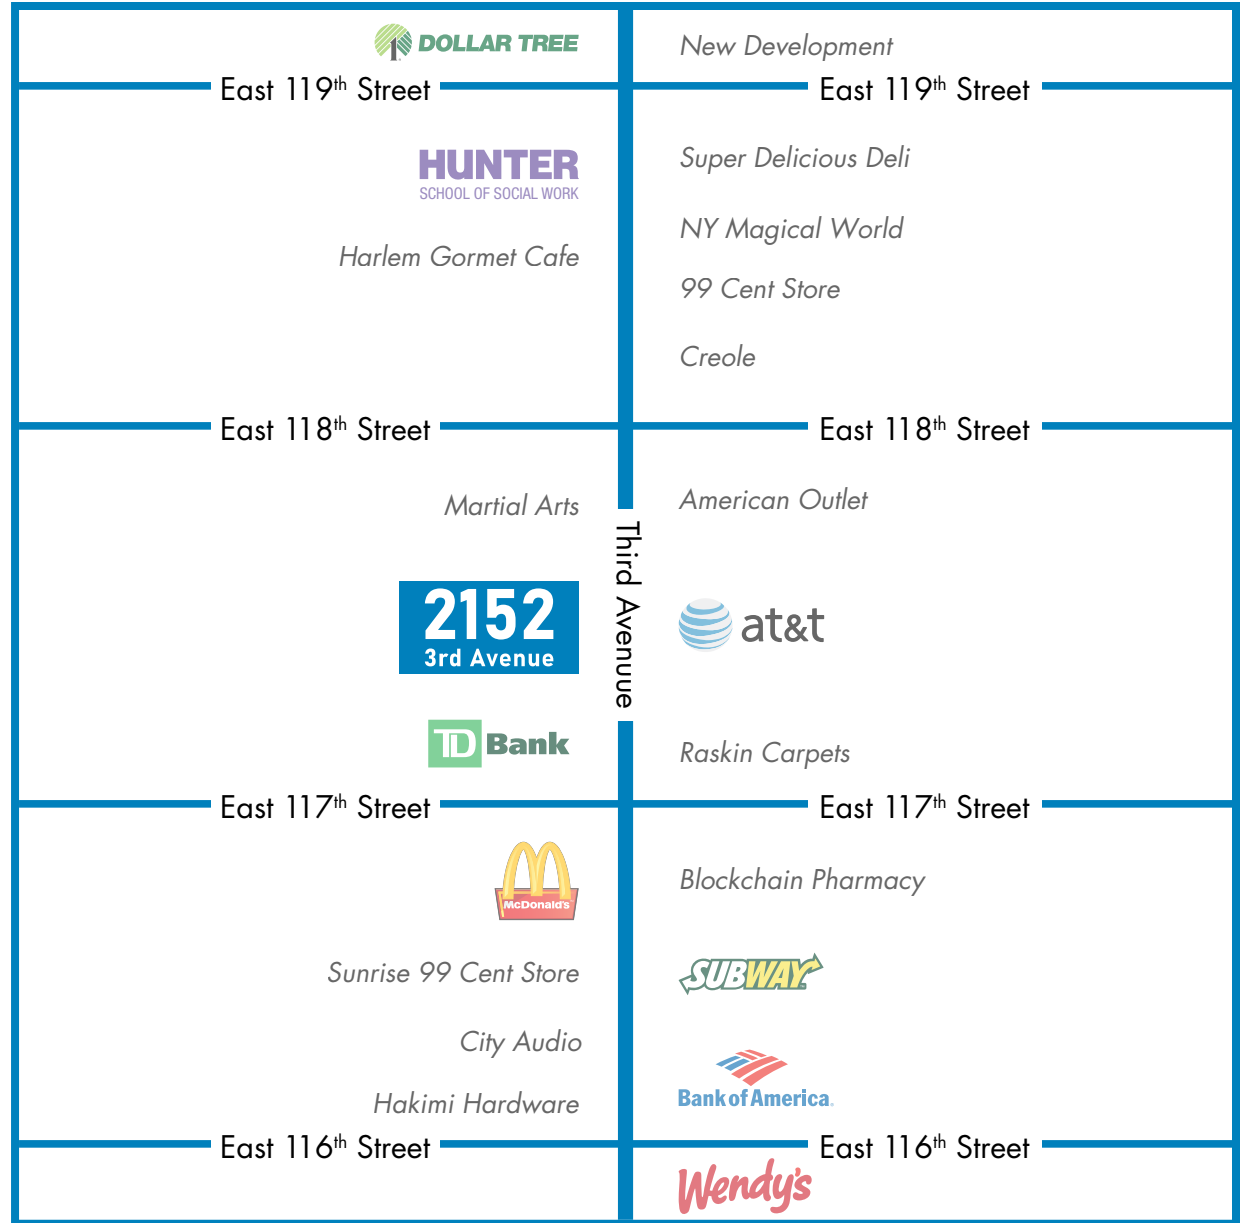 DOLLAR TREE
New Development
East 119th Street
East 119th Street
HUNTER
SCHOOL OF SOCIAL WORK
Super Delicious Deli
NY Magical World
Harlem Gormet Cafe
99 Cent Store
Creole
East 118th Street
East 118th Street
Martial Arts
American Outlet
Third Avenuue
2152
3rd Avenue
at&t
TD Bank
Raskin Carpets
East 117th Street
East 117th Street
McDonald's
Blockchain Pharmacy
Sunrise 99 Cent Store
SUBWAY
City Audio
Hakimi Hardware
Bank of America
East 116th Street
East 116th Street
Wendy's